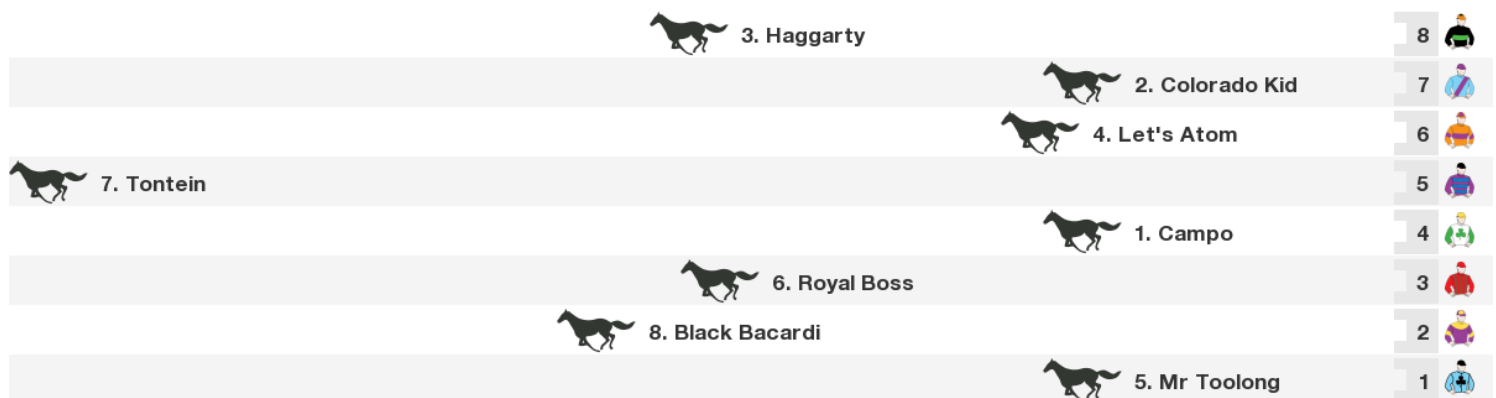 3. Haggarty 8
2. Colorado Kid 7
4. Let's Atom 6
7. Tontein 5
1. Campo 4
6. Royal Boss 3
8. Black Bacardi 2
5. Mr Toolong 1